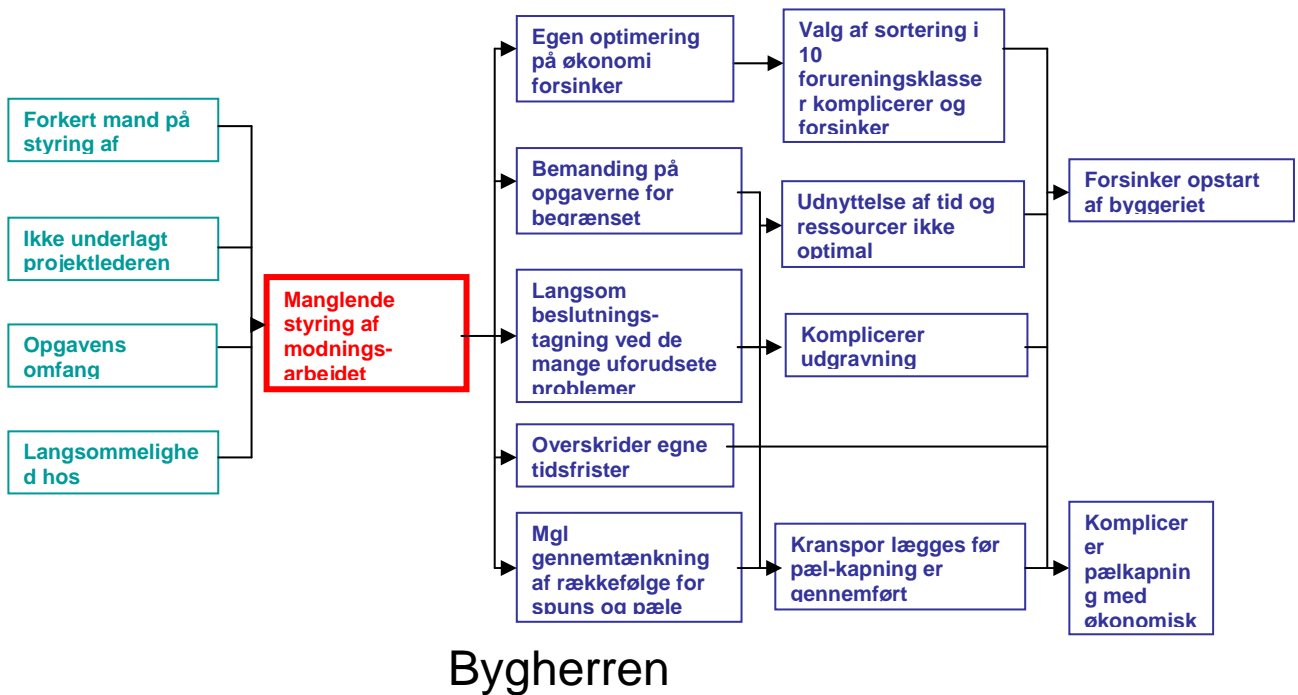 Forkert mand på
styring af
Ikke underlagt
projektlederen
Opgavens
omfang
Langsommelighe
d hos
Manglende
styring af
modnings-
arbejdet
Egen optimering
på økonomi
forsinker
Bemanding på
opgaverne for
begrænset
Langsom
beslutnings-
tagning ved de
mange uforudsete
problemer
Overskrider egne
tidsfrister
Mgl
gennemtænkning
af rækkefølge for
spuns og pæle
Valg af sortering i
10
forureningsklasse
r komplicerer og
forsinker
Udnyttelse af tid og
ressourcer ikke
optimal
Komplicerer
udgravning
Kranspor lægges før
pæl-kapning er
gennemført
Forsinker opstart
af byggeriet
Komplicer
er
pælkapnin
g med
økonomisk
Bygherren